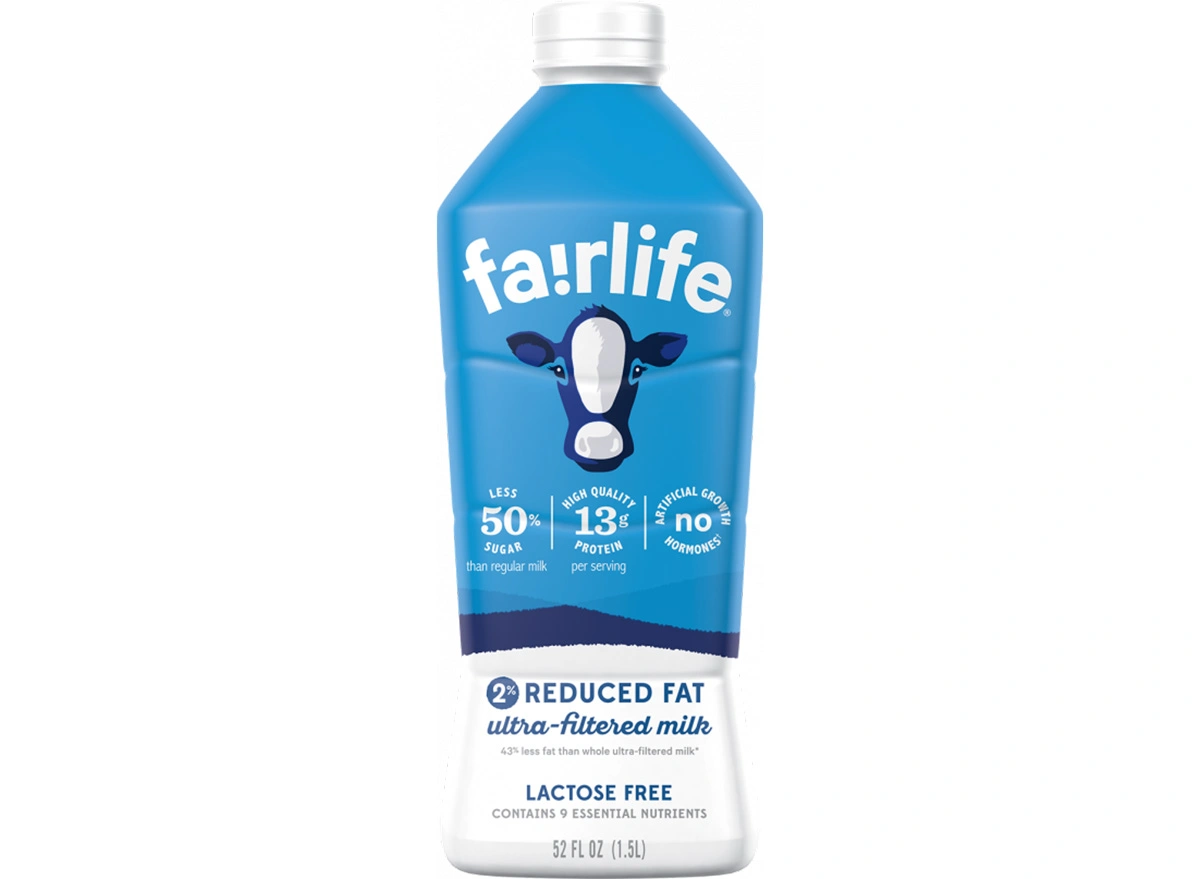 fa!rlife®
LESS
50%
SUGAR
than regular milk
HIGH QUALITY
13g
PROTEIN
per serving
ARTIFICIAL GROWTH
no
HORMONES†
2% REDUCED FAT
ultra-filtered milk
43% less fat than whole ultra-filtered milk*
LACTOSE FREE
CONTAINS 9 ESSENTIAL NUTRIENTS
52 FL OZ (1.5L)